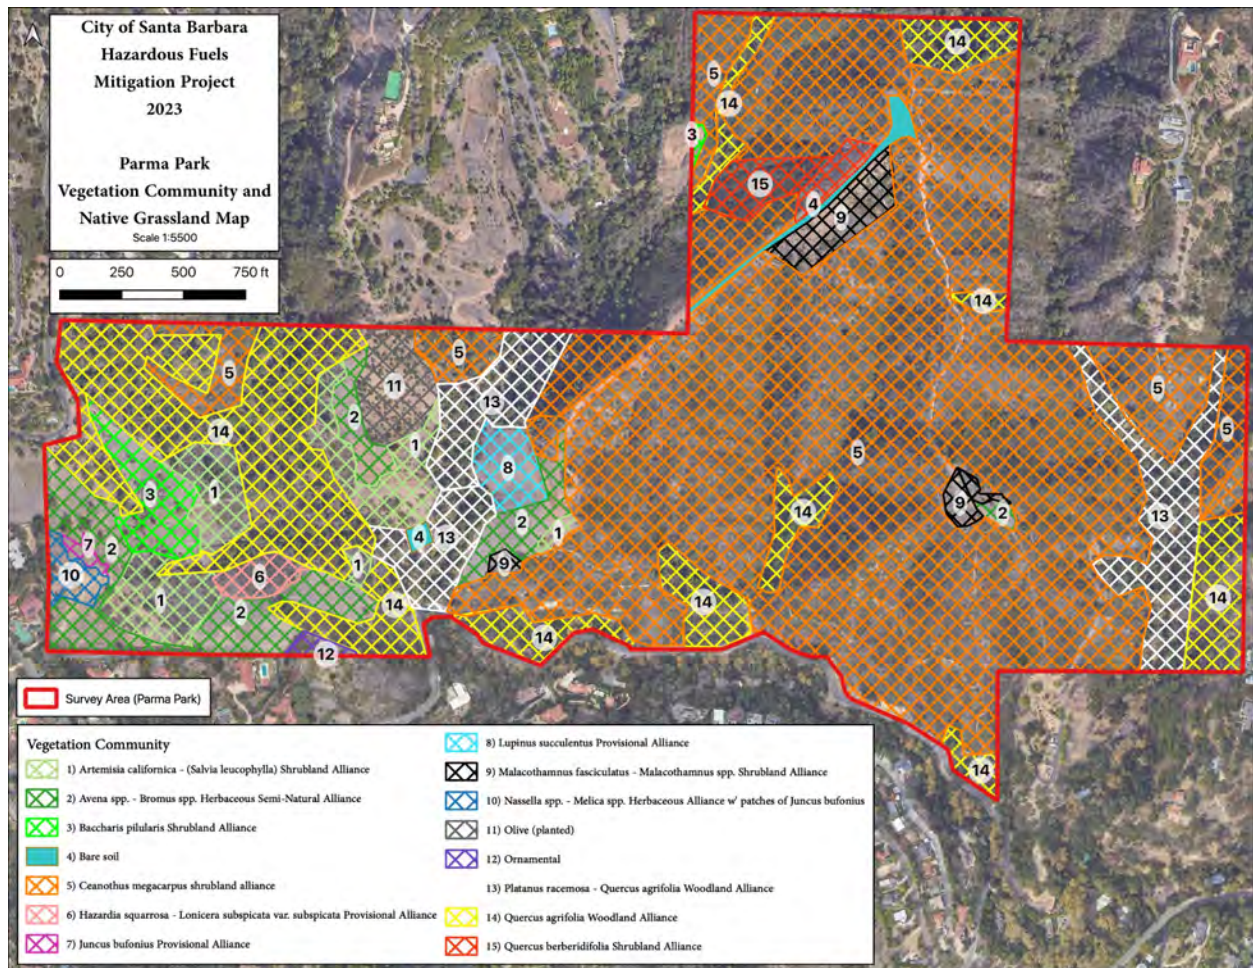 City of Santa Barbara
Hazardous Fuels
Mitigation Project
2023
Parma Park
Vegetation Community and
Native Grassland Map
Scale 1:5500
0 250 500 750 ft
14
5
14
3
15
4
9
14
5
11
5
2
13
5
5
14
1
5
8
3
1
14
9
2
13
2
4
13
7
2
1
9
10
6
1
1
2
14
14
14
14
12
14
Survey Area (Parma Park)
Vegetation Community
1) Artemisia californica - (Salvia leucophylla) Shrubland Alliance
2) Avena spp. - Bromus spp. Herbaceous Semi-Natural Alliance
3) Baccharis pilularis Shrubland Alliance
4) Bare soil
5) Ceanothus megacarpus shrubland alliance
6) Hazardia squarrosa - Lonicera subspicata var. subspicata Provisional Alliance
7) Juncus bufonius Provisional Alliance
8) Lupinus succulentus Provisional Alliance
9) Malacothamnus fasciculatus - Malacothamnus spp. Shrubland Alliance
10) Nassella spp. - Melica spp. Herbaceous Alliance w' patches of Juncus bufonius
11) Olive (planted)
12) Ornamental
13) Platanus racemosa - Quercus agrifolia Woodland Alliance
14) Quercus agrifolia Woodland Alliance
15) Quercus berberidifolia Shrubland Alliance